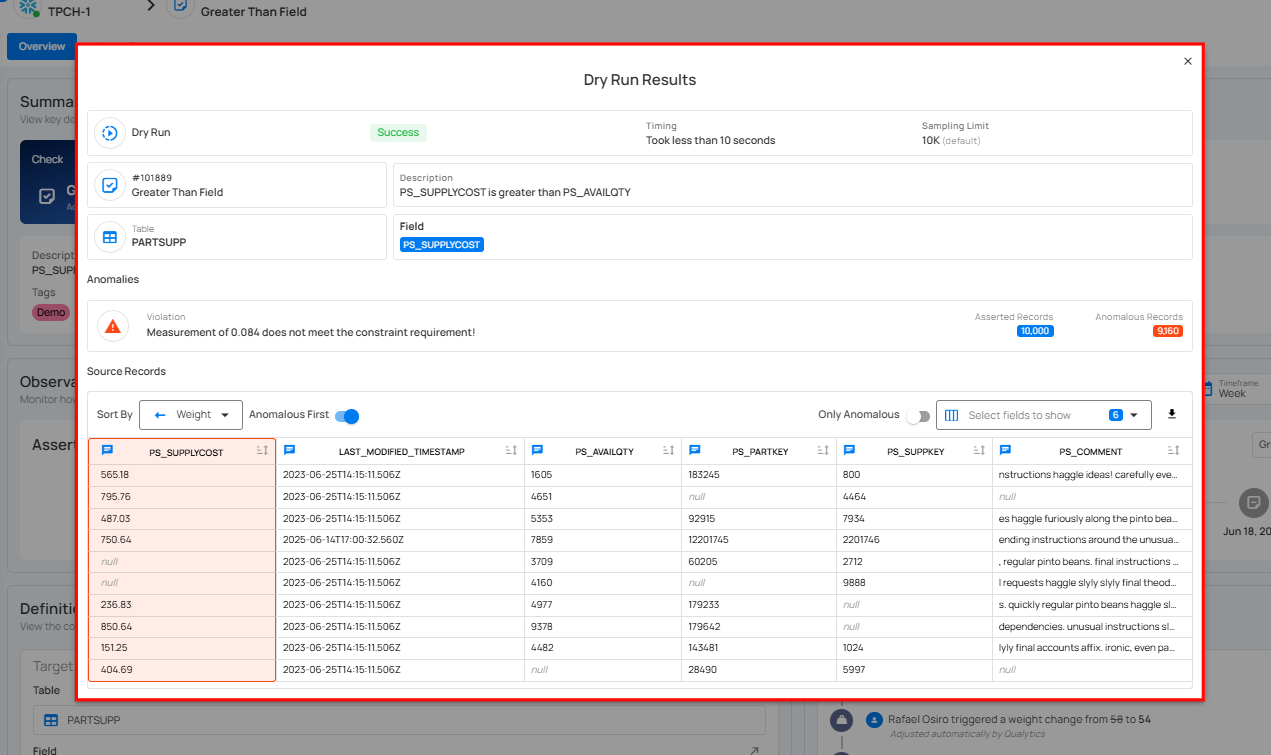 TPCH-1
Greater Than Field
Overview
Dry Run Results
Dry Run
Success
Timing
Took less than 10 seconds
Sampling Limit
10K (default)
#101889
Greater Than Field
Description
PS_SUPPLYCOST is greater than PS_AVAILQTY
Table
PARTSUPP
Field
PS_SUPPLYCOST
Anomalies
Violation
Measurement of 0.084 does not meet the constraint requirement!
Asserted Records
10,000
Anomalous Records
9,160
Source Records
Sort By Weight Anomalous First Only Anomalous Select fields to show 6
PS_SUPPLYCOST LAST_MODIFIED_TIMESTAMP PS_AVAILQTY PS_PARTKEY PS_SUPPKEY PS_COMMENT
565.18 2023-06-25T14:15:11.506Z 1605 183245 800 nstructions haggle ideas! carefully eve...
795.76 2023-06-25T14:15:11.506Z 4651 null 4464 null
487.03 2023-06-25T14:15:11.506Z 5353 92915 7934 es haggle furiously along the pinto bea...
750.64 2025-06-14T17:00:32.560Z 7859 12201745 2201746 ending instructions around the unusua...
null 2023-06-25T14:15:11.506Z 3709 60205 2712 , regular pinto beans. final instructions ...
null 2023-06-25T14:15:11.506Z 4160 null 9888 l requests haggle slyly slyly final theod...
236.83 2023-06-25T14:15:11.506Z 4977 179233 null s. quickly regular pinto beans haggle sl...
850.64 2023-06-25T14:15:11.506Z 9378 179642 null dependencies. unusual instructions sl...
151.25 2023-06-25T14:15:11.506Z 4482 143481 1024 lyly final accounts affix. ironic, even pa...
404.69 2023-06-25T14:15:11.506Z null 28490 5997 null
Summa
View key de
Check
G
Descript
PS_SUPP
Tags
Demo
Observa
Monitor how
Timeframe
Week
Assert
Gr
Jun 18, 20
Definiti
View the co
Target
Table
PARTSUPP
Field
Rafael Osiro triggered a weight change from 58 to 54
Adjusted automatically by Qualytics